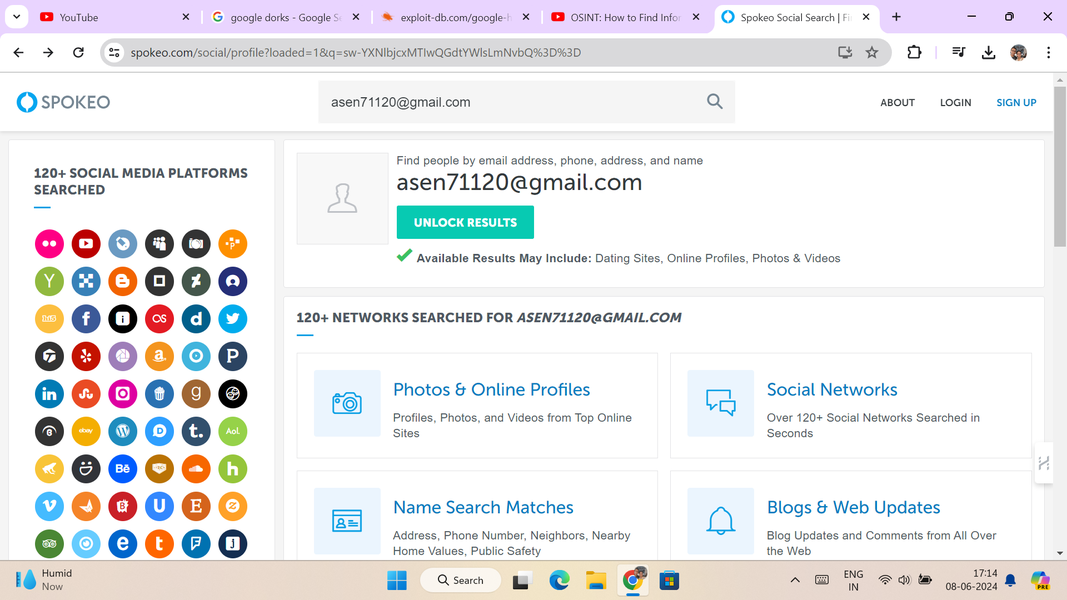 YouTube
google dorks - Google Se
exploit-db.com/google-h
OSINT: How to Find Infor
Spokeo Social Search | Fi
spokeo.com/social/profile?loaded=1&q=sw-YXNlbjcxMTIwQGdtYWlsLmNvbQ%3D%3D
SPOKEO
asen71120@gmail.com
ABOUT
LOGIN
SIGN UP
120+ SOCIAL MEDIA PLATFORMS
SEARCHED
Find people by email address, phone, address, and name
asen71120@gmail.com
UNLOCK RESULTS
Available Results May Include: Dating Sites, Online Profiles, Photos & Videos
120+ NETWORKS SEARCHED FOR ASEN71120@GMAIL.COM
Photos & Online Profiles
Profiles, Photos, and Videos from Top Online
Sites
Social Networks
Over 120+ Social Networks Searched in
Seconds
Name Search Matches
Address, Phone Number, Neighbors, Nearby
Home Values, Public Safety
Blogs & Web Updates
Blog Updates and Comments from All Over
the Web
ebay
Aol.
Humid
Now
Search
ENG
IN
17:14
08-06-2024
PRE